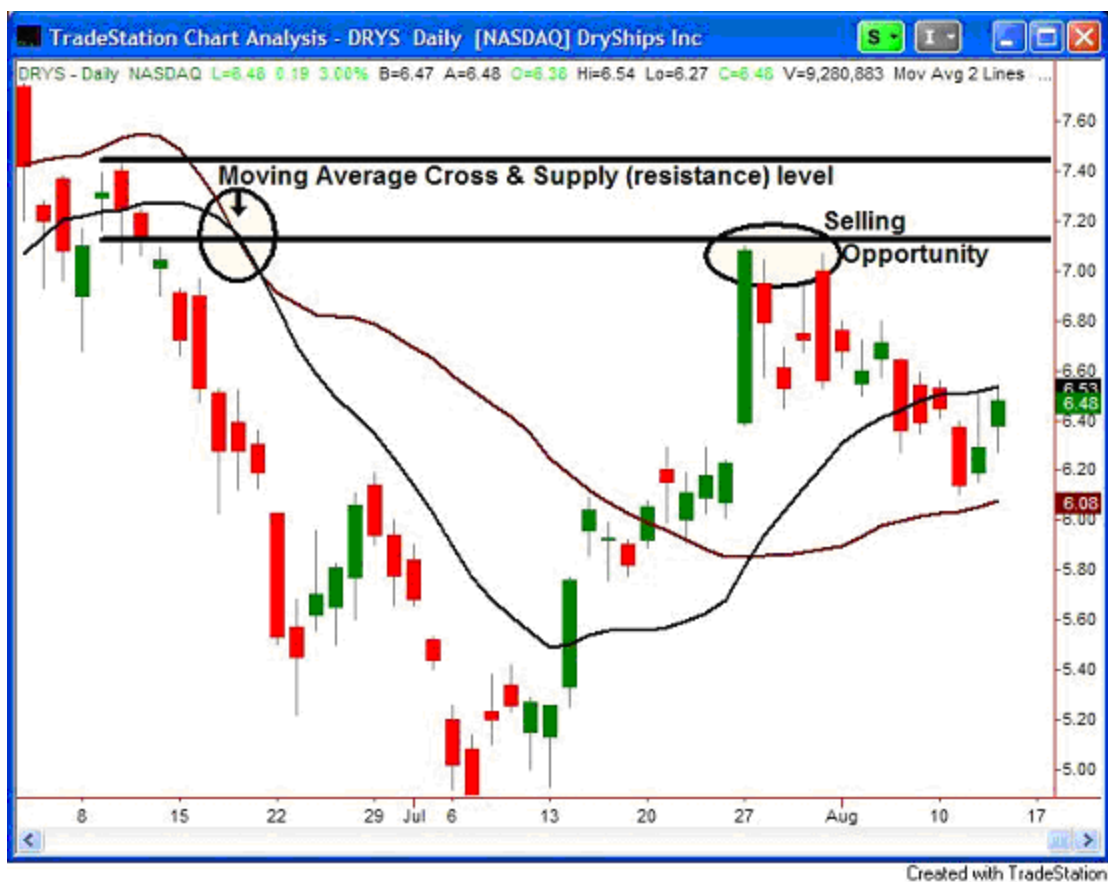 TradeStation Chart Analysis - DRYS Daily [NASDAQ] DryShips Inc
S
I
DRYS - Daily NASDAQ L=6.48 0.19 3.00% B=6.47 A=6.48 O=6.38 Hi=6.54 Lo=6.27 C=6.48 V=9,280,883 Mov Avg 2 Lines ...
7.60
7.40
Moving Average Cross & Supply (resistance) level
Selling
7.20
Opportunity
7.00
6.80
6.60
6.53
6.48
6.40
6.20
6.08
6.00
5.80
5.60
5.40
5.20
5.00
8 15 22 29 Jul 6 13 20 27 Aug 10 17
Created with TradeStation